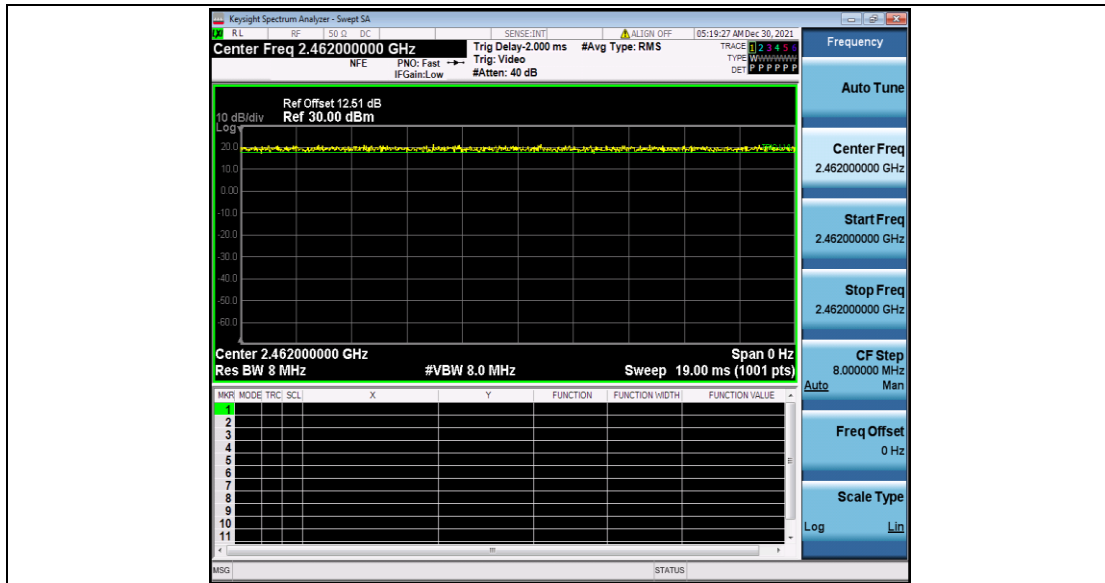 Keysight Spectrum Analyzer - Swept SA
RL RF 50 Ω DC SENSE:INT ALIGN OFF 05:19:27 AM Dec 30, 2021
Center Freq 2.462000000 GHz
NFE PNO: Fast
IFGain:Low
Trig Delay-2.000 ms
Trig: Video
#Atten: 40 dB
#Avg Type: RMS
TRACE 1 2 3 4 5 6
TYPE WWWWWW
DET P P P P P P
Ref Offset 12.51 dB
10 dB/div Ref 30.00 dBm
Log
20.0
10.0
0.00
-10.0
-20.0
-30.0
-40.0
-50.0
-60.0
Center 2.462000000 GHz Span 0 Hz
Res BW 8 MHz #VBW 8.0 MHz Sweep 19.00 ms (1001 pts)
MKR MODE TRC SCL X Y FUNCTION FUNCTION WIDTH FUNCTION VALUE
1
2
3
4
5
6
7
8
9
10
11
MSG STATUS
Frequency
Auto Tune
Center Freq
2.462000000 GHz
Start Freq
2.462000000 GHz
Stop Freq
2.462000000 GHz
CF Step
8.000000 MHz
Auto Man
Freq Offset
0 Hz
Scale Type
Log Lin